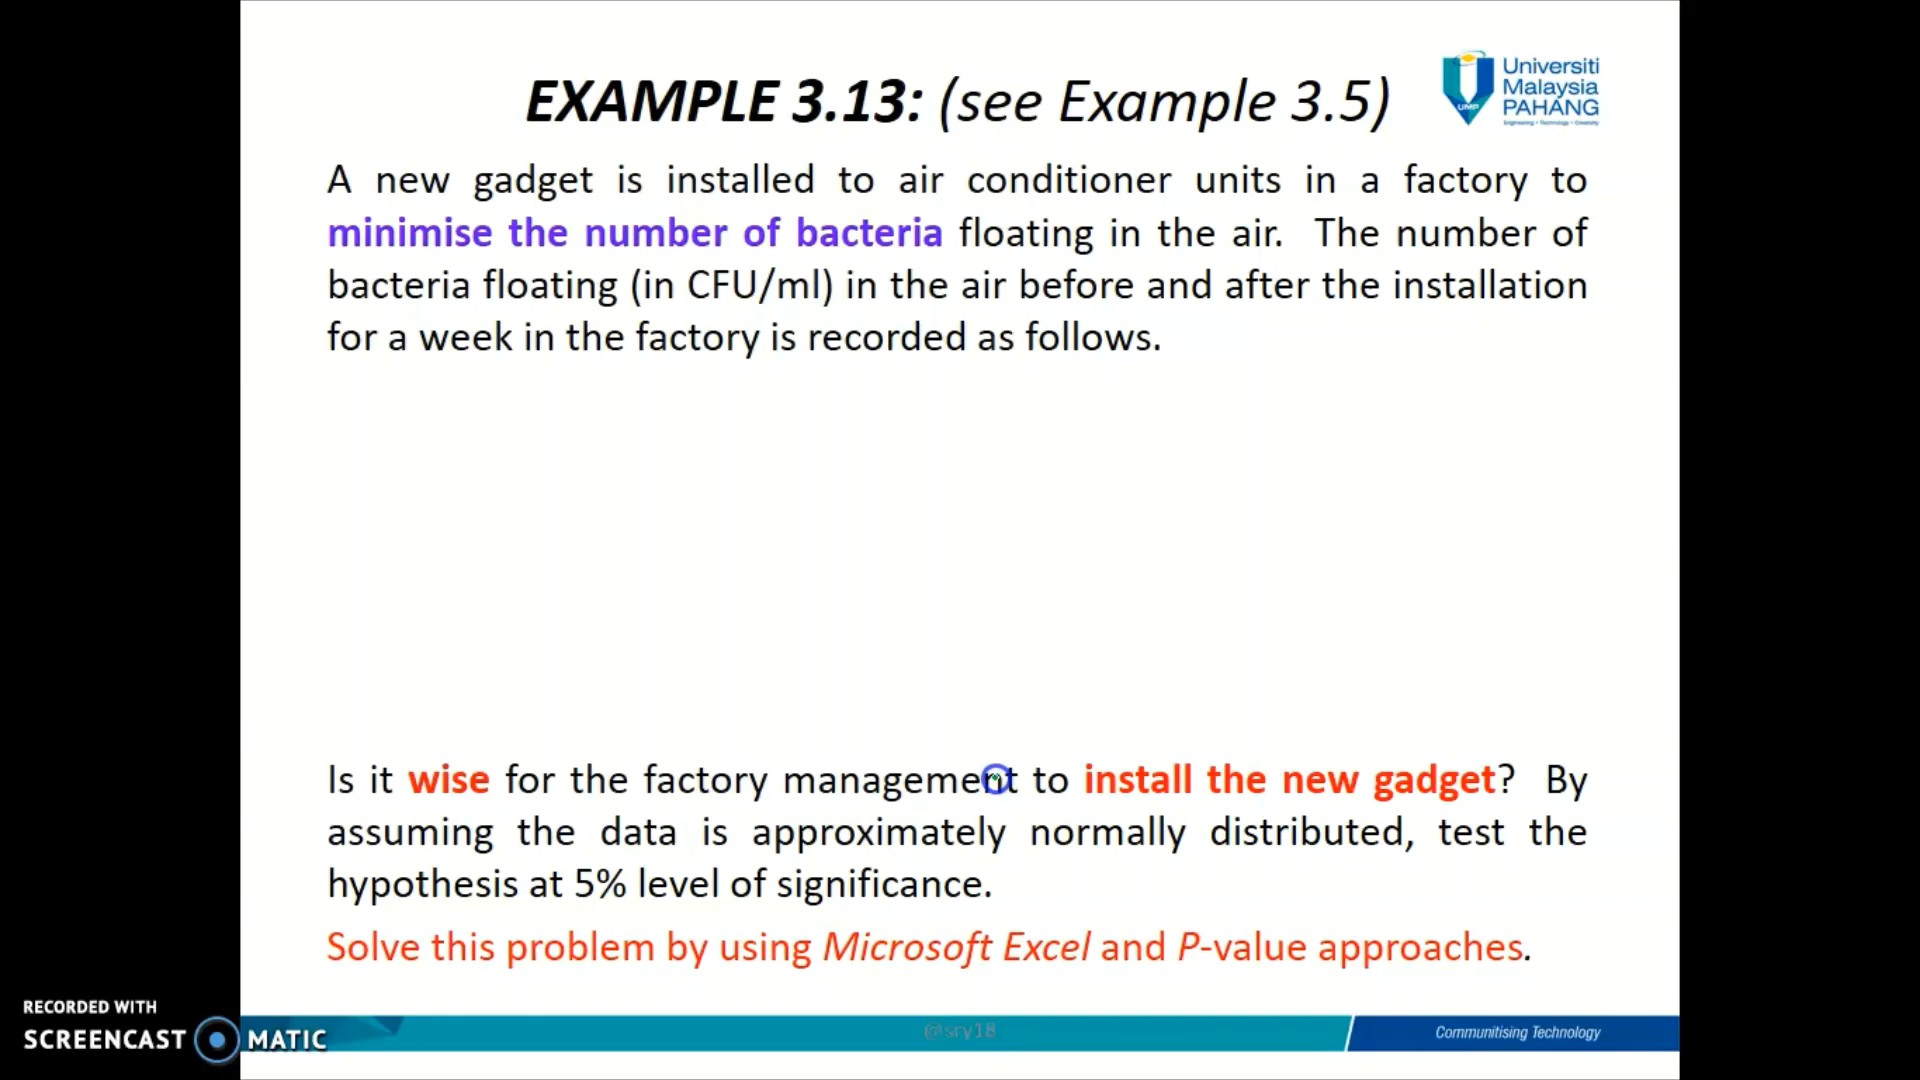 EXAMPLE 3.13: (see Example 3.5)
Universiti
Malaysia
PAHANG
Engineering • Technology • Creativity
UMP
A new gadget is installed to air conditioner units in a factory to
minimise the number of bacteria floating in the air. The number of
bacteria floating (in CFU/ml) in the air before and after the installation
for a week in the factory is recorded as follows.
Is it wise for the factory management to install the new gadget? By
assuming the data is approximately normally distributed, test the
hypothesis at 5% level of significance.
Solve this problem by using Microsoft Excel and P-value approaches.
RECORDED WITH
SCREENCAST MATIC
@sry18
Communitising Technology